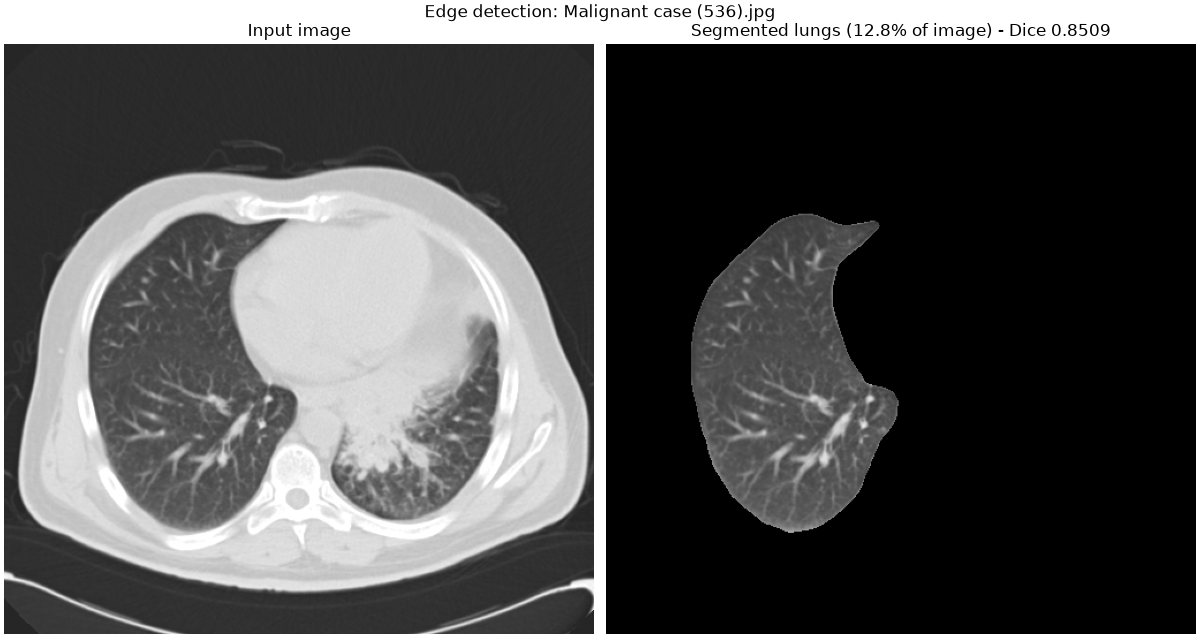 Edge detection: Malignant case (536).jpg
Input image
Segmented lungs (12.8% of image) - Dice 0.8509